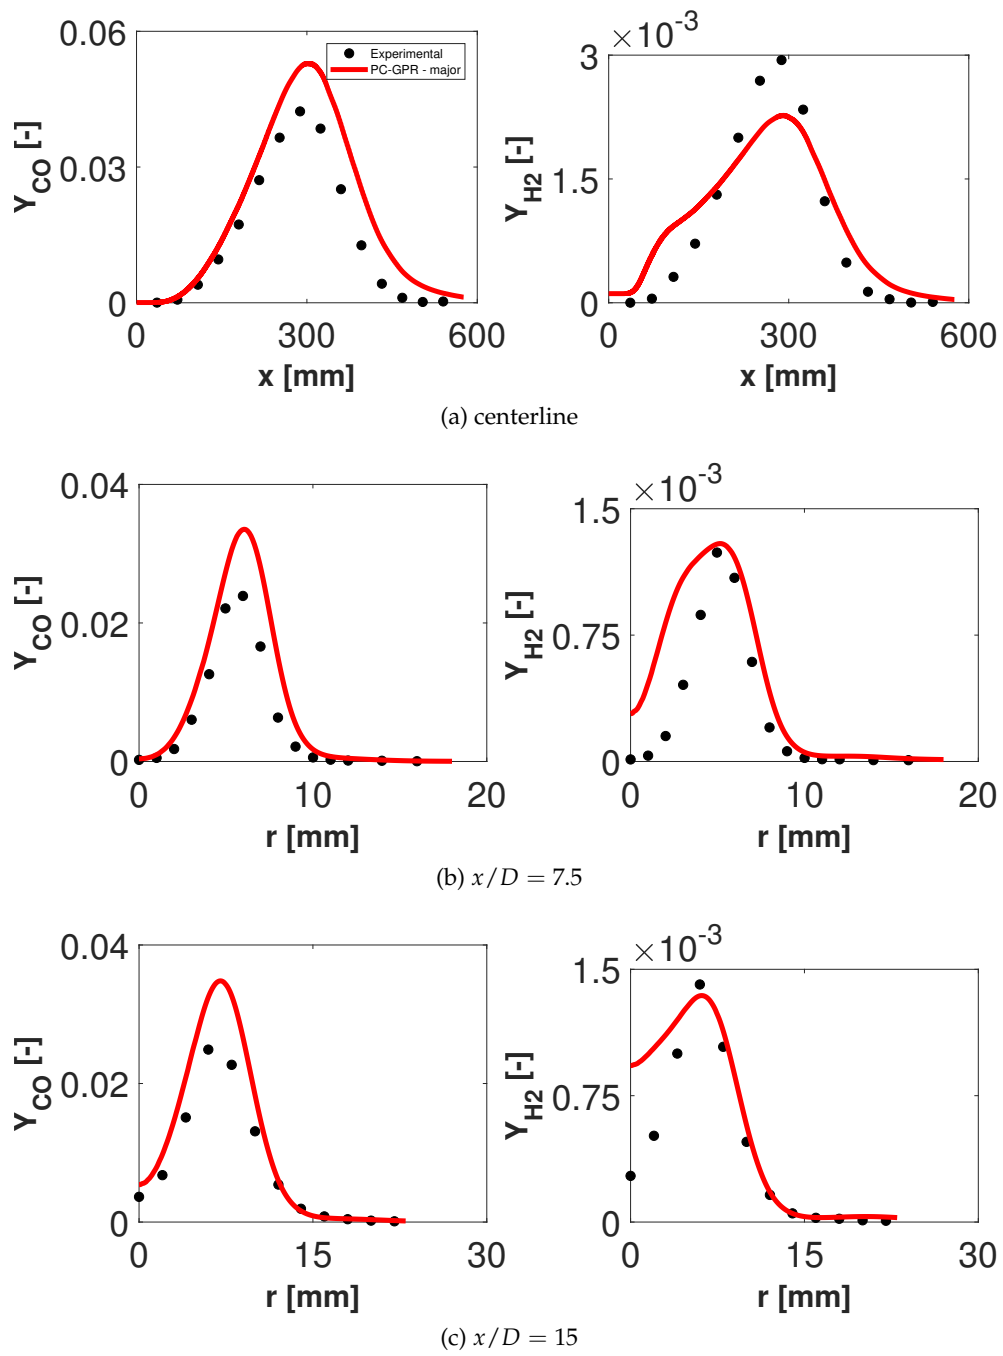 0.06
Y_CO [-]
0.03
0
0
300
600
x [mm]
Experimental
PC-GPR - major
×10^-3
3
Y_H2 [-]
1.5
0
0
300
600
x [mm]
(a) centerline
0.04
Y_CO [-]
0.02
0
0
10
20
r [mm]
×10^-3
1.5
Y_H2 [-]
0.75
0
0
10
20
r [mm]
(b) x/D = 7.5
0.04
Y_CO [-]
0.02
0
0
15
30
r [mm]
×10^-3
1.5
Y_H2 [-]
0.75
0
0
15
30
r [mm]
(c) x/D = 15